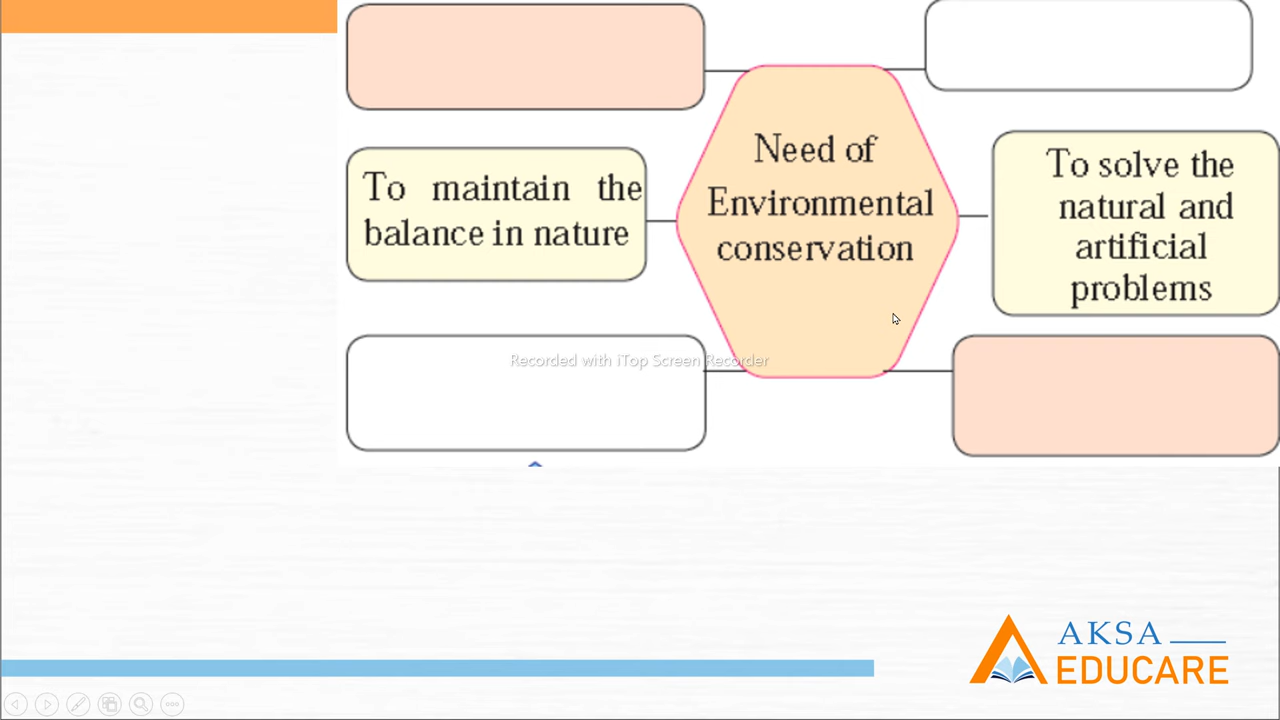 To maintain the
balance in nature
Need of
Environmental
conservation
To solve the
natural and
artificial
problems
Recorded with iTop Screen Recorder
AKSA
EDUCARE